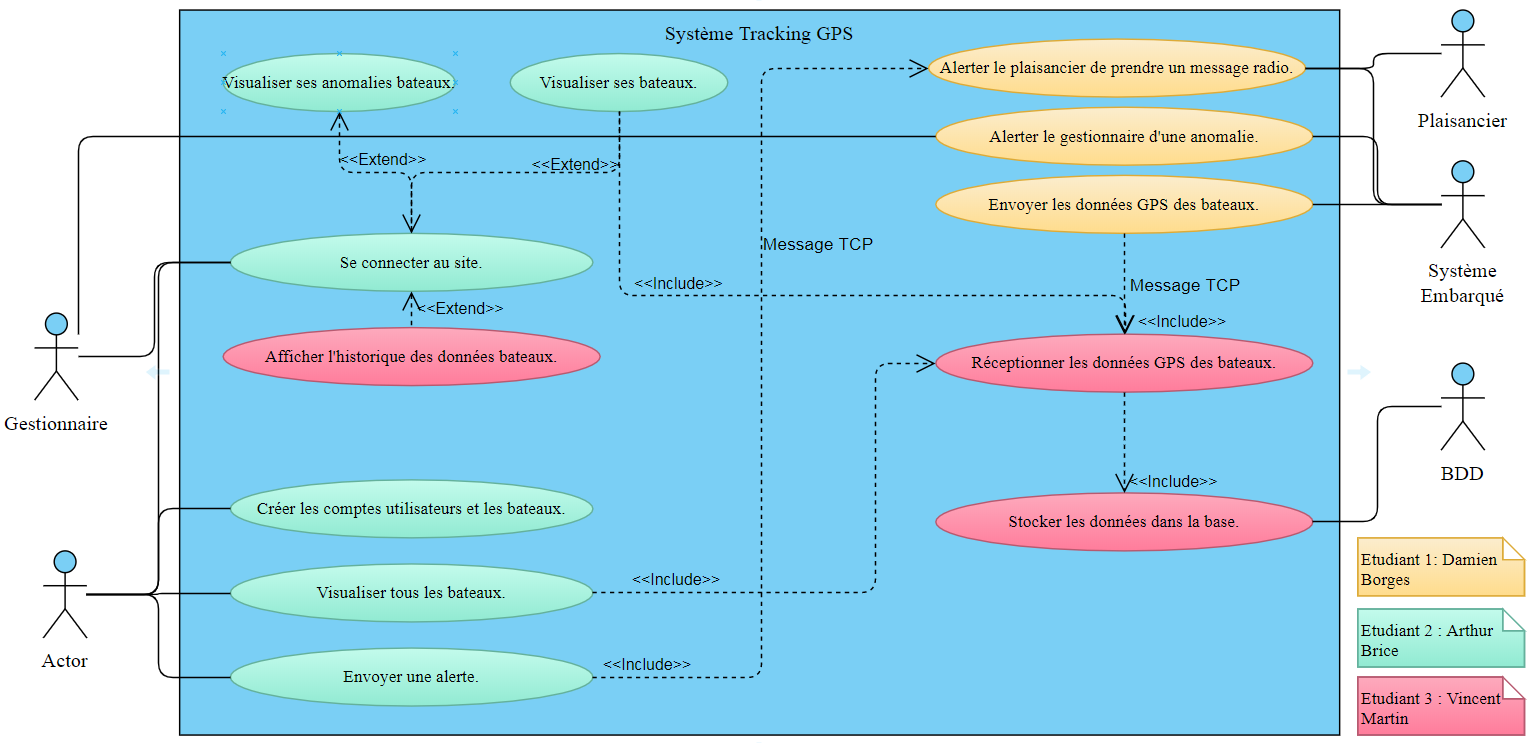 Système Tracking GPS
Visualiser ses anomalies bateaux.
Visualiser ses bateaux.
Alerter le plaisancier de prendre un message radio.
Plaisancier
Alerter le gestionnaire d'une anomalie.
<<Extend>>
<<Extend>>
Envoyer les données GPS des bateaux.
Message TCP
Se connecter au site.
Système
Embarqué
<<Include>>
Message TCP
<<Extend>>
<<Include>>
Afficher l'historique des données bateaux.
Réceptionner les données GPS des bateaux.
Gestionnaire
BDD
<<Include>>
Créer les comptes utilisateurs et les bateaux.
Stocker les données dans la base.
Etudiant 1: Damien
Borges
<<Include>>
Visualiser tous les bateaux.
Etudiant 2 : Arthur
Brice
Actor
<<Include>>
Envoyer une alerte.
Etudiant 3 : Vincent
Martin